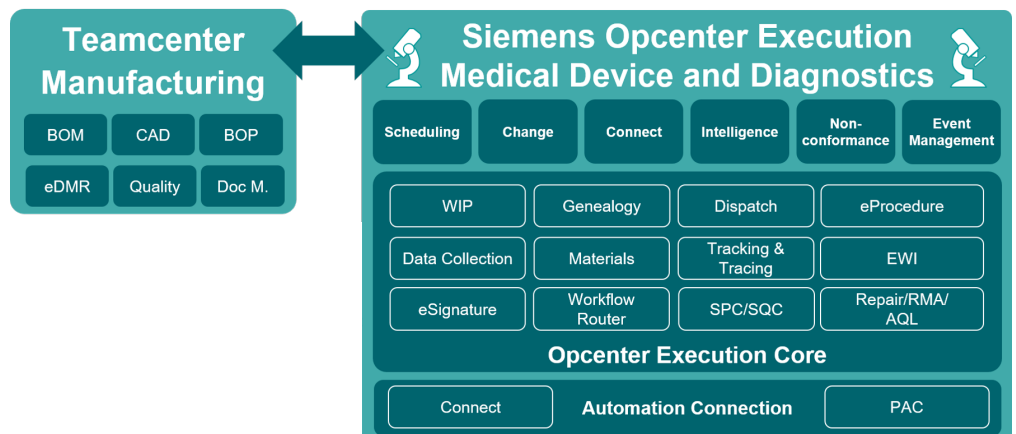 Teamcenter
Manufacturing
BOM
CAD
BOP
eDMR
Quality
Doc M.
Siemens Opcenter Execution
Medical Device and Diagnostics
Scheduling
Change
Connect
Intelligence
Non-
conformance
Event
Management
WIP
Genealogy
Dispatch
eProcedure
Data Collection
Materials
Tracking &
Tracing
EWI
eSignature
Workflow
Router
SPC/SQC
Repair/RMA/
AQL
Opcenter Execution Core
Connect
Automation Connection
PAC